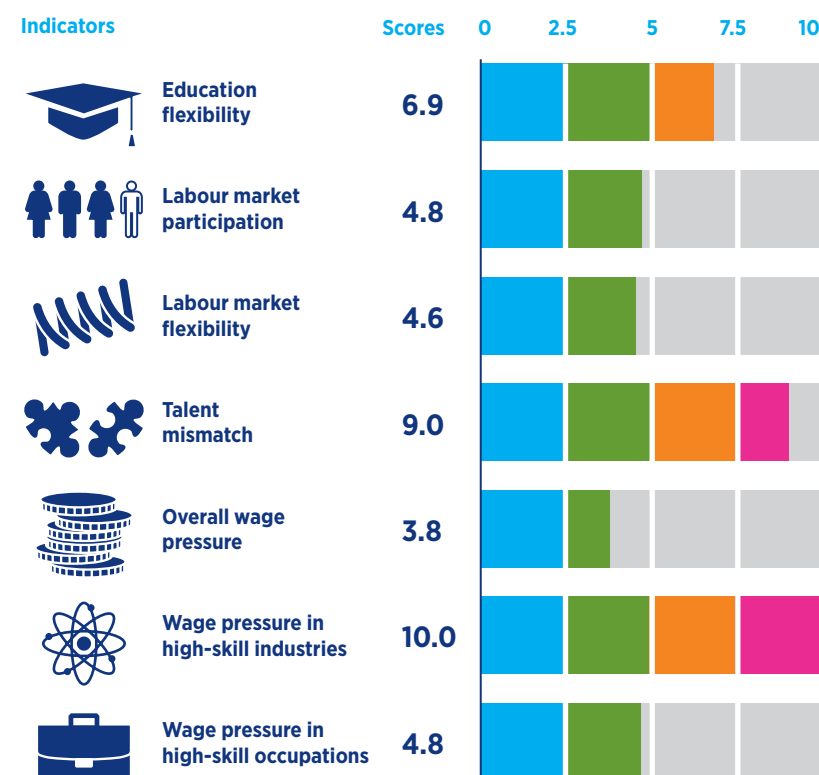 Indicators Scores 0 2.5 5 7.5 10
Education
flexibility
6.9
Labour market
participation
4.8
Labour market
flexibility
4.6
Talent
mismatch
9.0
Overall wage
pressure
3.8
Wage pressure in
high-skill industries
10.0
Wage pressure in
high-skill occupations
4.8